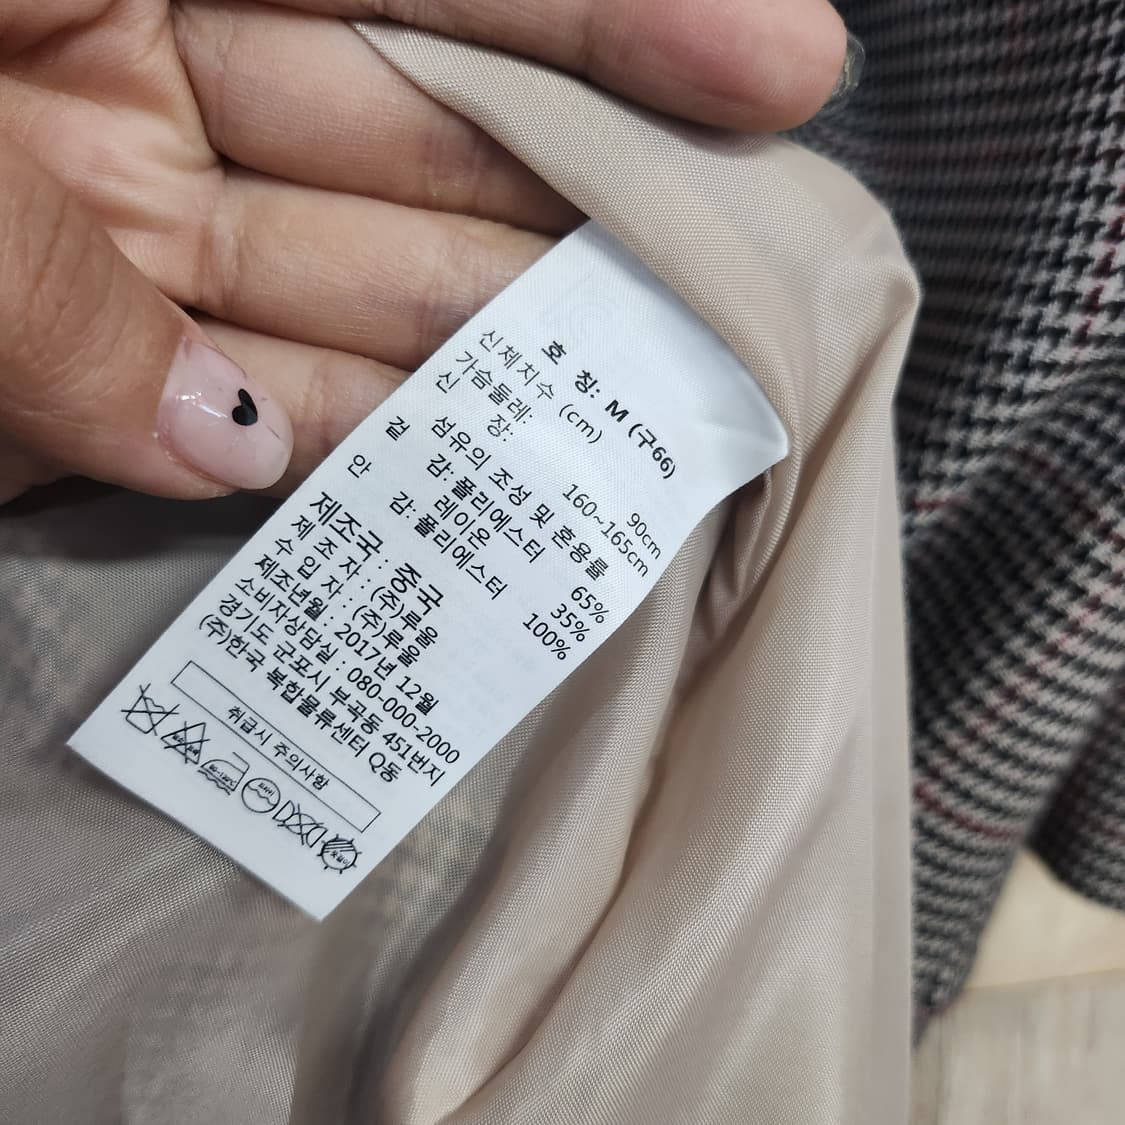 호 칭: M (구66)
신체치수 (cm)
가슴둘레: 90cm
신 장: 160~165cm
섬유의 조성 및 혼용률
겉 감: 폴리에스터 65%
레이온 35%
안 감: 폴리에스터 100%
제조국 : 중국
제 조 자 : (주)루울
수 입 자 : (주)루울
제조년월 : 2017년 12월
소비자상담실 : 080-000-2000
경기도 군포시 부곡동 451번지
(주)한국 복합물류센터 Q동
취급시 주의사항